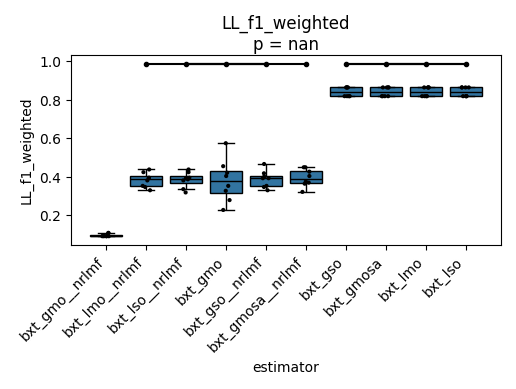 LL_f1_weighted
p = nan
LL_f1_weighted
1.0
0.8
0.6
0.4
0.2
bxt_gmo__nrlmf
bxt_lmo__nrlmf
bxt_lso__nrlmf
bxt_gmo
bxt_gso__nrlmf
bxt_gmosa__nrlmf
bxt_gso
bxt_gmosa
bxt_lmo
bxt_lso
estimator